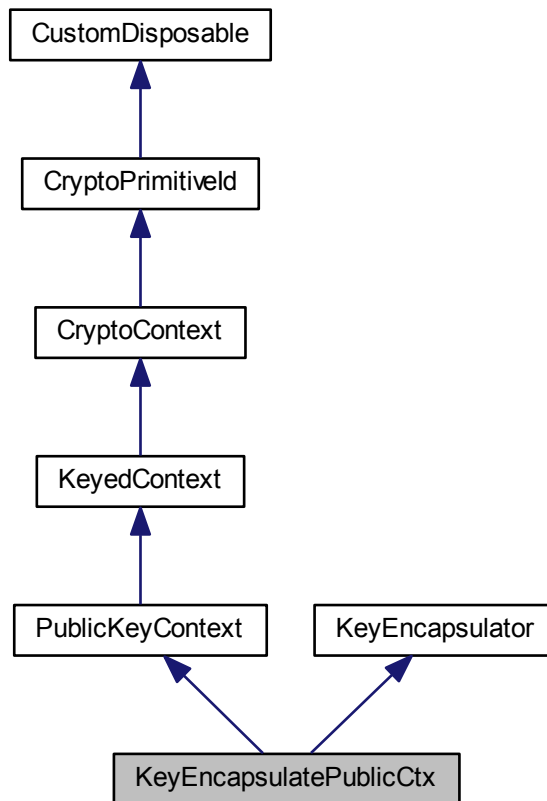 CustomDisposable
CryptoPrimitiveId
CryptoContext
KeyedContext
PublicKeyContext
KeyEncapsulator
KeyEncapsulatePublicCtx